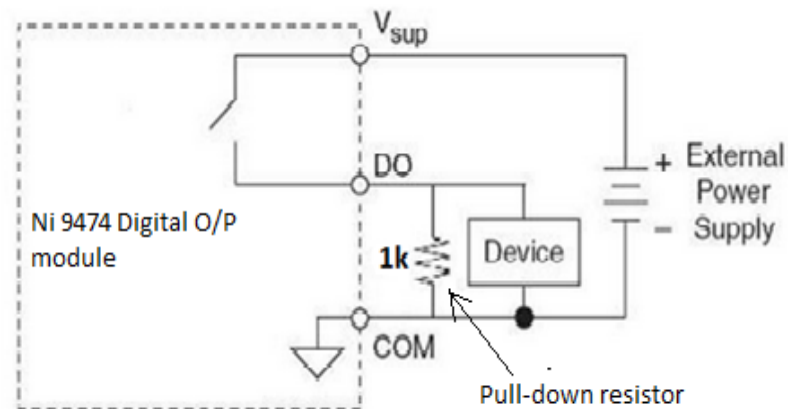 Vsup
DO
+ External
Power
- Supply
Ni 9474 Digital O/P
module
1k
Device
COM
Pull-down resistor